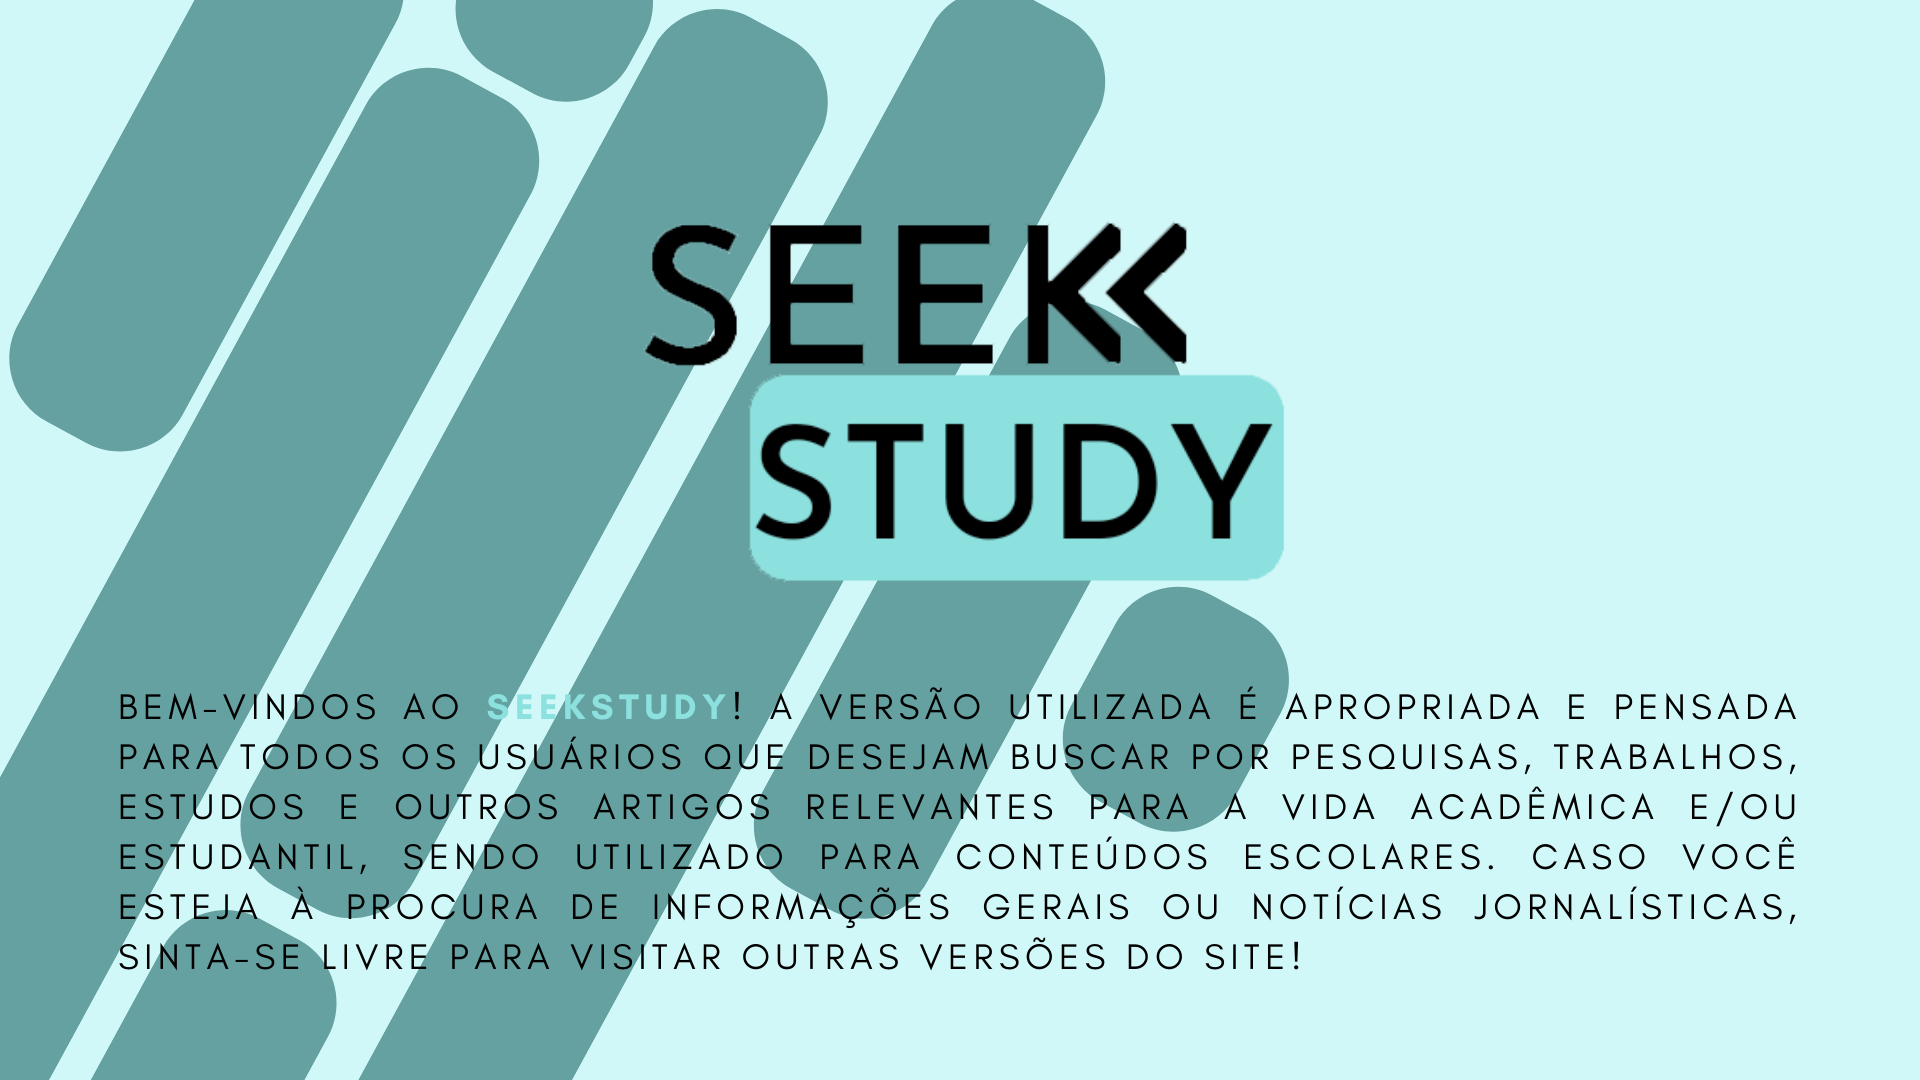 SEEK
STUDY
BEM-VINDOS AO SEEKSTUDY! A VERSÃO UTILIZADA É APROPRIADA E PENSADA
PARA TODOS OS USUÁRIOS QUE DESEJAM BUSCAR POR PESQUISAS, TRABALHOS,
ESTUDOS E OUTROS ARTIGOS RELEVANTES PARA A VIDA ACADÊMICA E/OU
ESTUDANTIL, SENDO UTILIZADO PARA CONTEÚDOS ESCOLARES. CASO VOCÊ
ESTEJA À PROCURA DE INFORMAÇÕES GERAIS OU NOTÍCIAS JORNALÍSTICAS,
SINTA-SE LIVRE PARA VISITAR OUTRAS VERSÕES DO SITE!